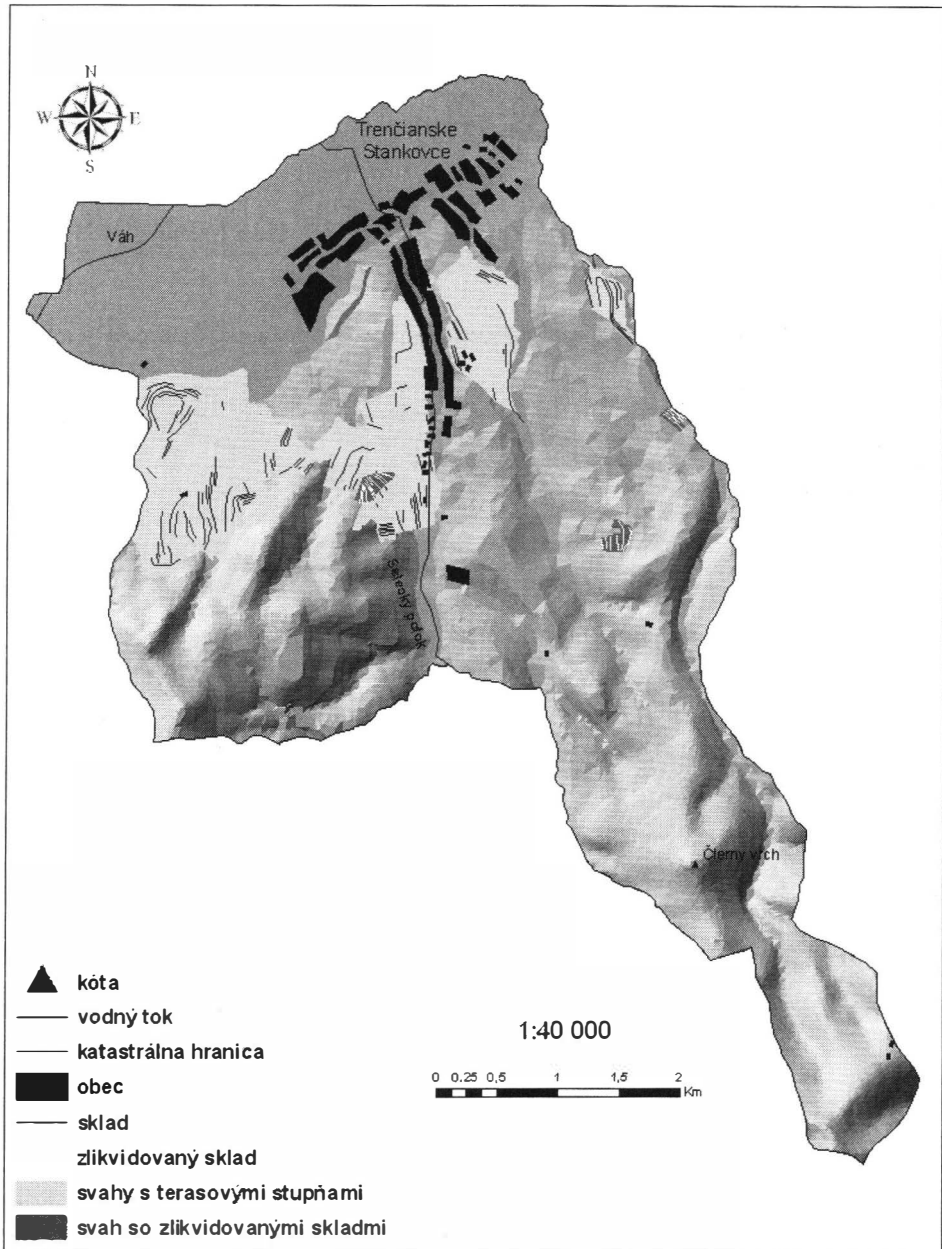 N
W E
S
Trenčianske
Stankovce
Váh
Selecký potok
Čierny vrch
kóta
vodný tok
katastrálna hranica
obec
sklad
zlikvidovaný sklad
svahy s terasovými stupňami
svah so zlikvidovanými skladmi
1:40 000
0 0.25 0,5 1 1,5 2
Km